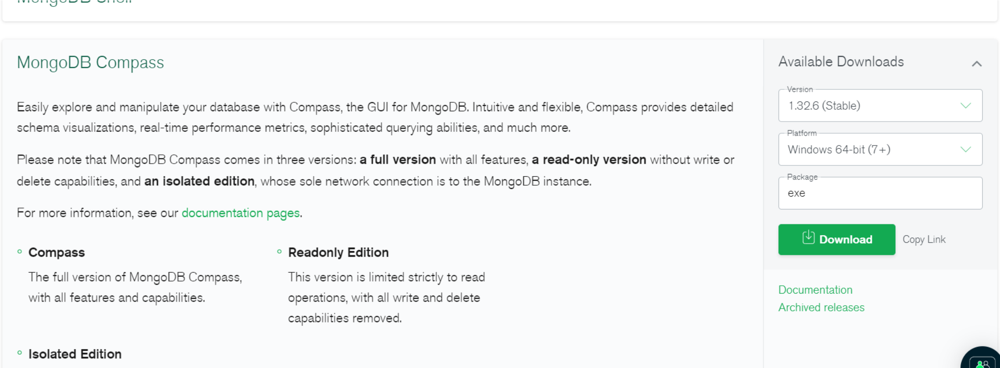 MongoDB Shell
MongoDB Compass
Easily explore and manipulate your database with Compass, the GUI for MongoDB. Intuitive and flexible, Compass provides detailed
schema visualizations, real-time performance metrics, sophisticated querying abilities, and much more.
Please note that MongoDB Compass comes in three versions: a full version with all features, a read-only version without write or
delete capabilities, and an isolated edition, whose sole network connection is to the MongoDB instance.
For more information, see our documentation pages.
Compass
The full version of MongoDB Compass,
with all features and capabilities.
Readonly Edition
This version is limited strictly to read
operations, with all write and delete
capabilities removed.
Isolated Edition
Available Downloads
Version
1.32.6 (Stable)
Platform
Windows 64-bit (7+)
Package
exe
Download
Copy Link
Documentation
Archived releases